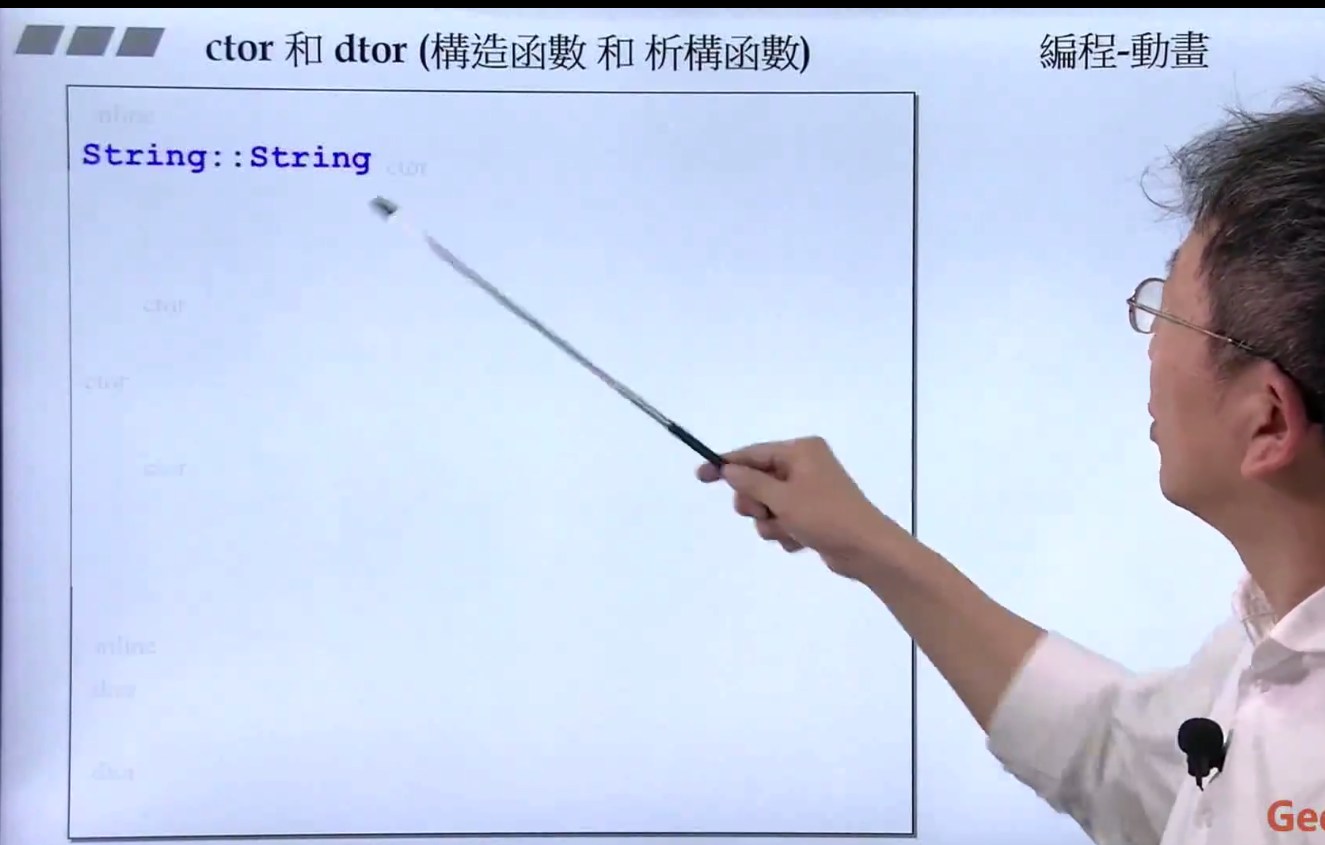 ctor 和 dtor (構造函數 和 析構函數)
編程-動畫
inline
String::String
ctor
ctor
ctor
ctor
inline
dtor
dtor
Gee